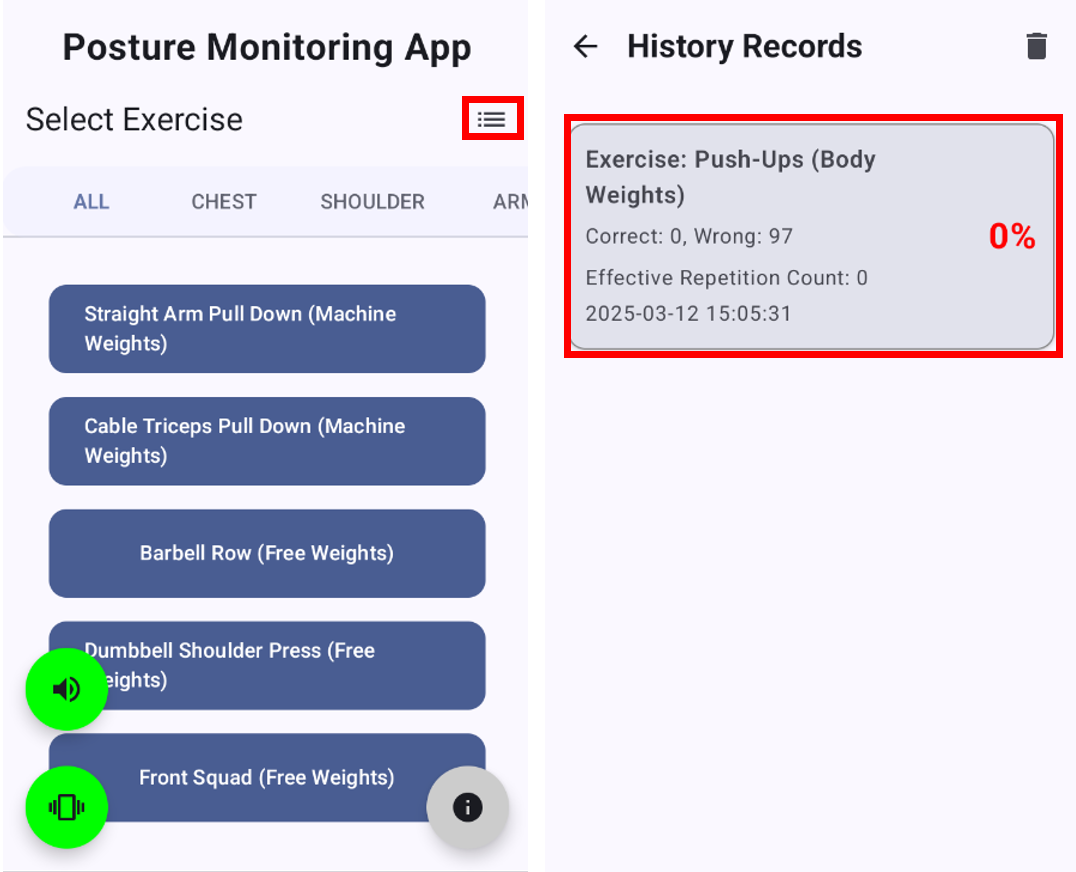 Posture Monitoring App
Select Exercise
ALL CHEST SHOULDER ARM
Straight Arm Pull Down (Machine
Weights)
Cable Triceps Pull Down (Machine
Weights)
Barbell Row (Free Weights)
Dumbbell Shoulder Press (Free
eights)
Front Squad (Free Weights)
History Records
Exercise: Push-Ups (Body
Weights)
Correct: 0, Wrong: 97
0%
Effective Repetition Count: 0
2025-03-12 15:05:31